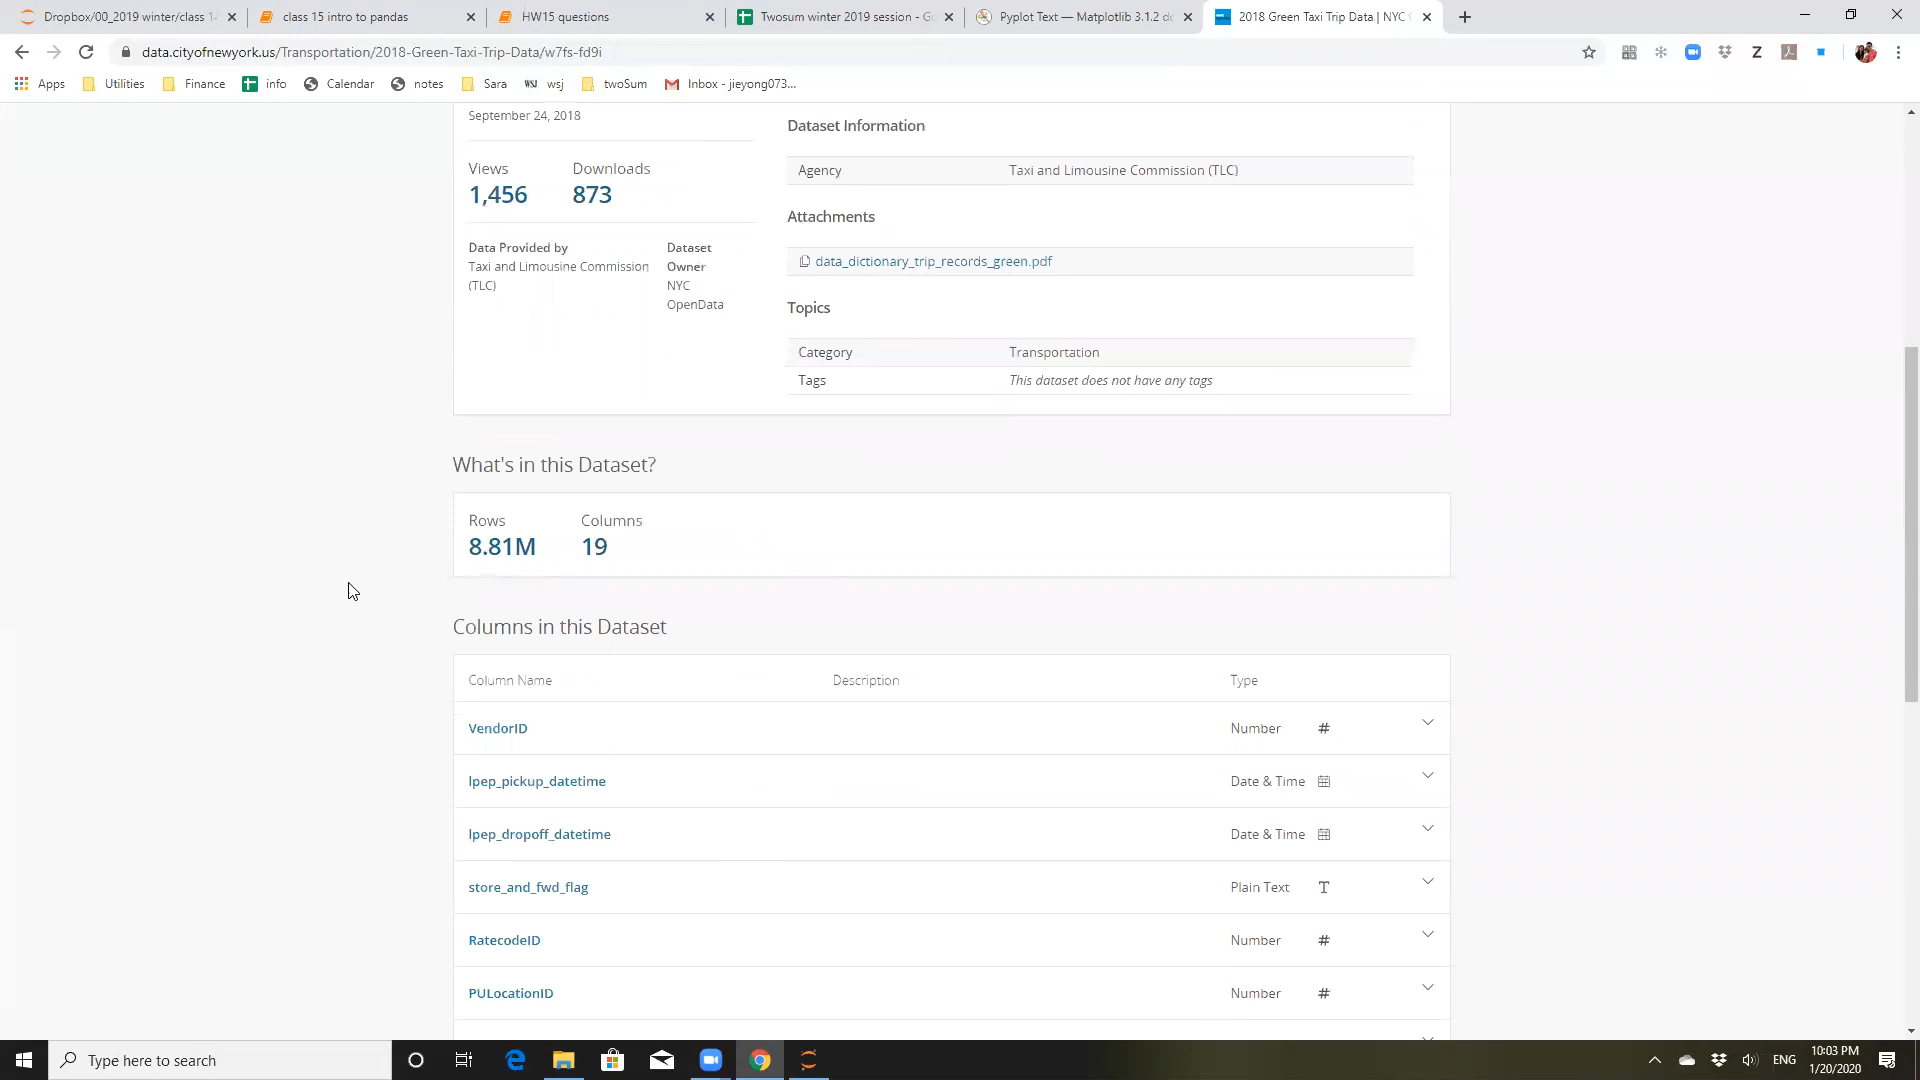 Dropbox/00_2019 winter/class 1
class 15 intro to pandas
HW15 questions
Twosum winter 2019 session - G
Pyplot Text — Matplotlib 3.1.2 d
2018 Green Taxi Trip Data | NYC
data.cityofnewyork.us/Transportation/2018-Green-Taxi-Trip-Data/w7fs-fd9i
Apps
Utilities
Finance
info
Calendar
notes
Sara
wsj
twoSum
Inbox - jieyong073...
September 24, 2018
Views
Downloads
1,456
873
Data Provided by
Taxi and Limousine Commission
(TLC)
Dataset
Owner
NYC
OpenData
Dataset Information
Agency
Taxi and Limousine Commission (TLC)
Attachments
data_dictionary_trip_records_green.pdf
Topics
Category
Transportation
Tags
This dataset does not have any tags
What's in this Dataset?
Rows
Columns
8.81M
19
Columns in this Dataset
Column Name
Description
Type
VendorID
Number
#
lpep_pickup_datetime
Date & Time
lpep_dropoff_datetime
Date & Time
store_and_fwd_flag
Plain Text
T
RatecodeID
Number
#
PULocationID
Number
#
Type here to search
ENG
10:03 PM
1/20/2020